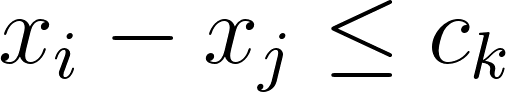 x_i − x_j ≤ c_k